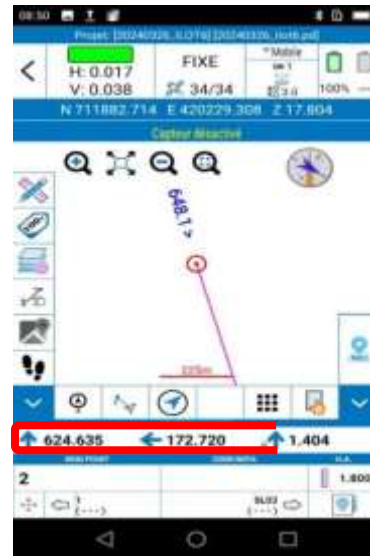 08:50
Projet: [20240326_ILOT6] [20240326_Ilot6.pd]
FIXE
Mobile
H: 0.017
V: 0.038
34/34
100%
N 711882.714 E 420229.308 Z 17.804
Capteur désactivé
648.1 >
225m
624.635 172.720 1.404
2
1.800
1
(---)
(---)